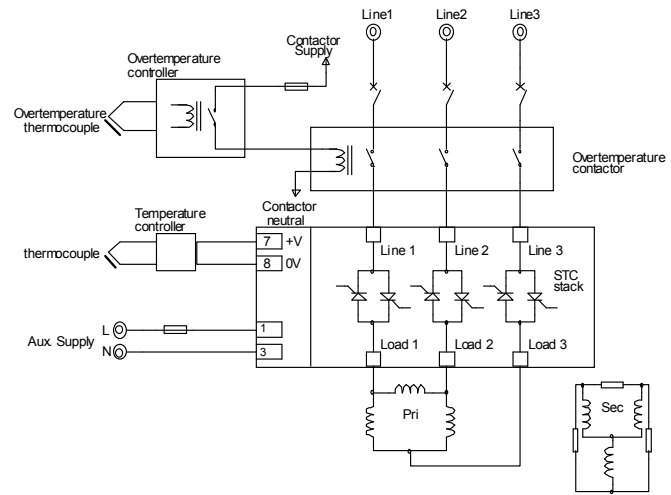 Line1
Line2
Line3
Contactor
Supply
Overtemperature
controller
Overtemperature
thermocouple
Overtemperature
contactor
Contactor
neutral
Temperature
controller
thermocouple
7 +V
8 0V
Line 1
Line 2
Line 3
STC
stack
Aux. Supply
L
1
N
3
Load 1
Load 2
Load 3
Pri
Sec